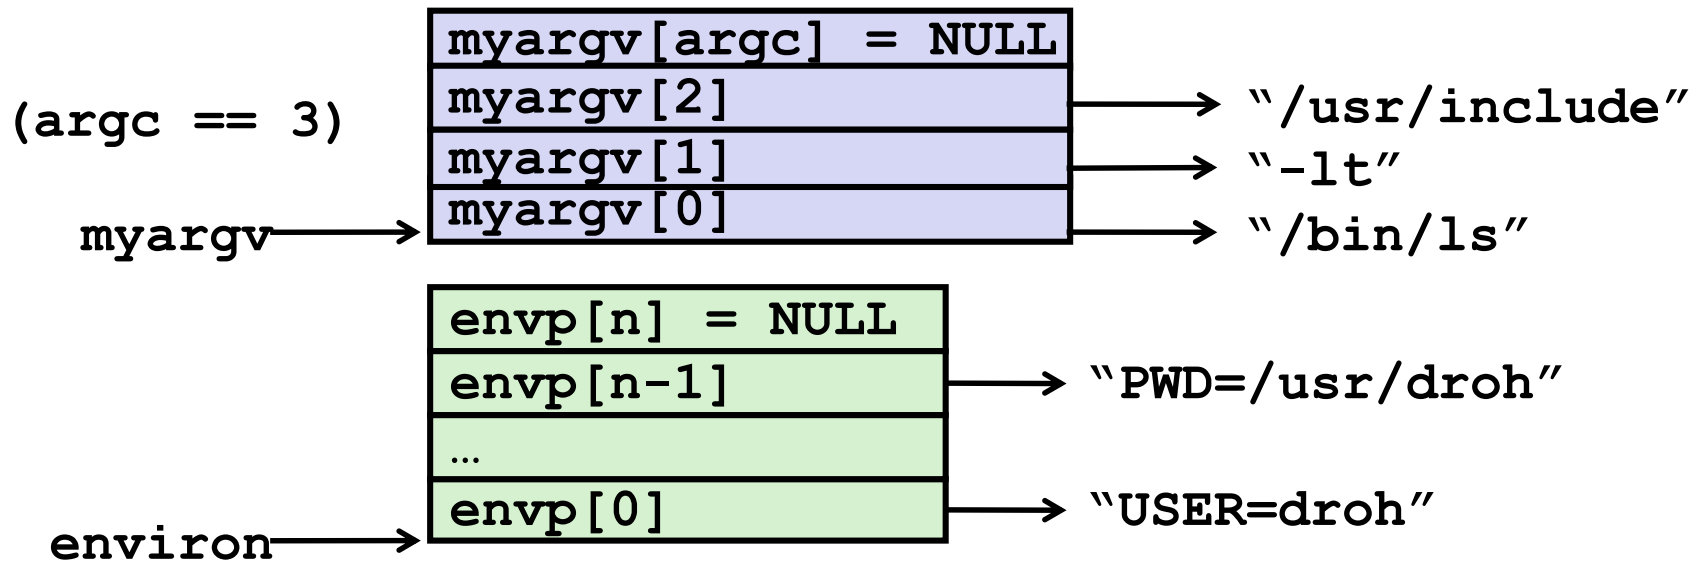 myargv[argc] = NULL
myargv[2] “/usr/include”
(argc == 3)
myargv[1] “-lt”
myargv[0]
myargv “/bin/ls”
envp[n] = NULL
envp[n-1] “PWD=/usr/droh”
…
envp[0] “USER=droh”
environ